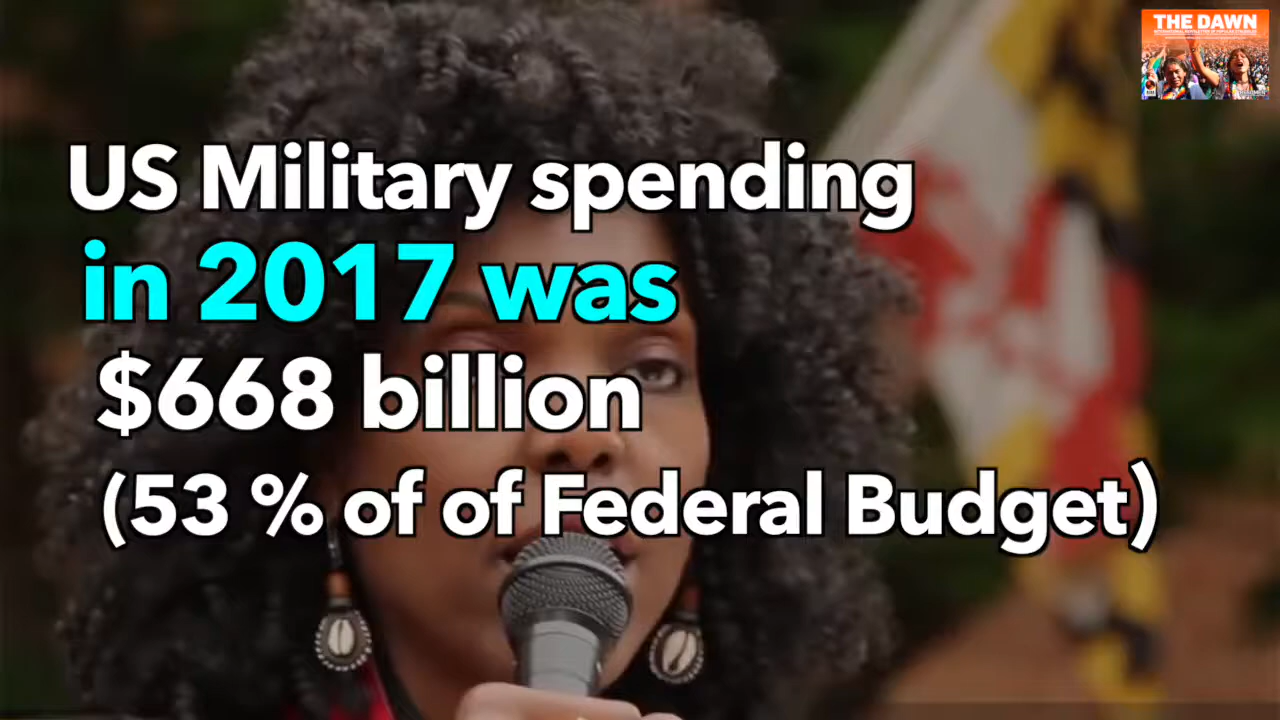 THE DAWN
US Military spending
in 2017 was
$668 billion
(53 % of of Federal Budget)